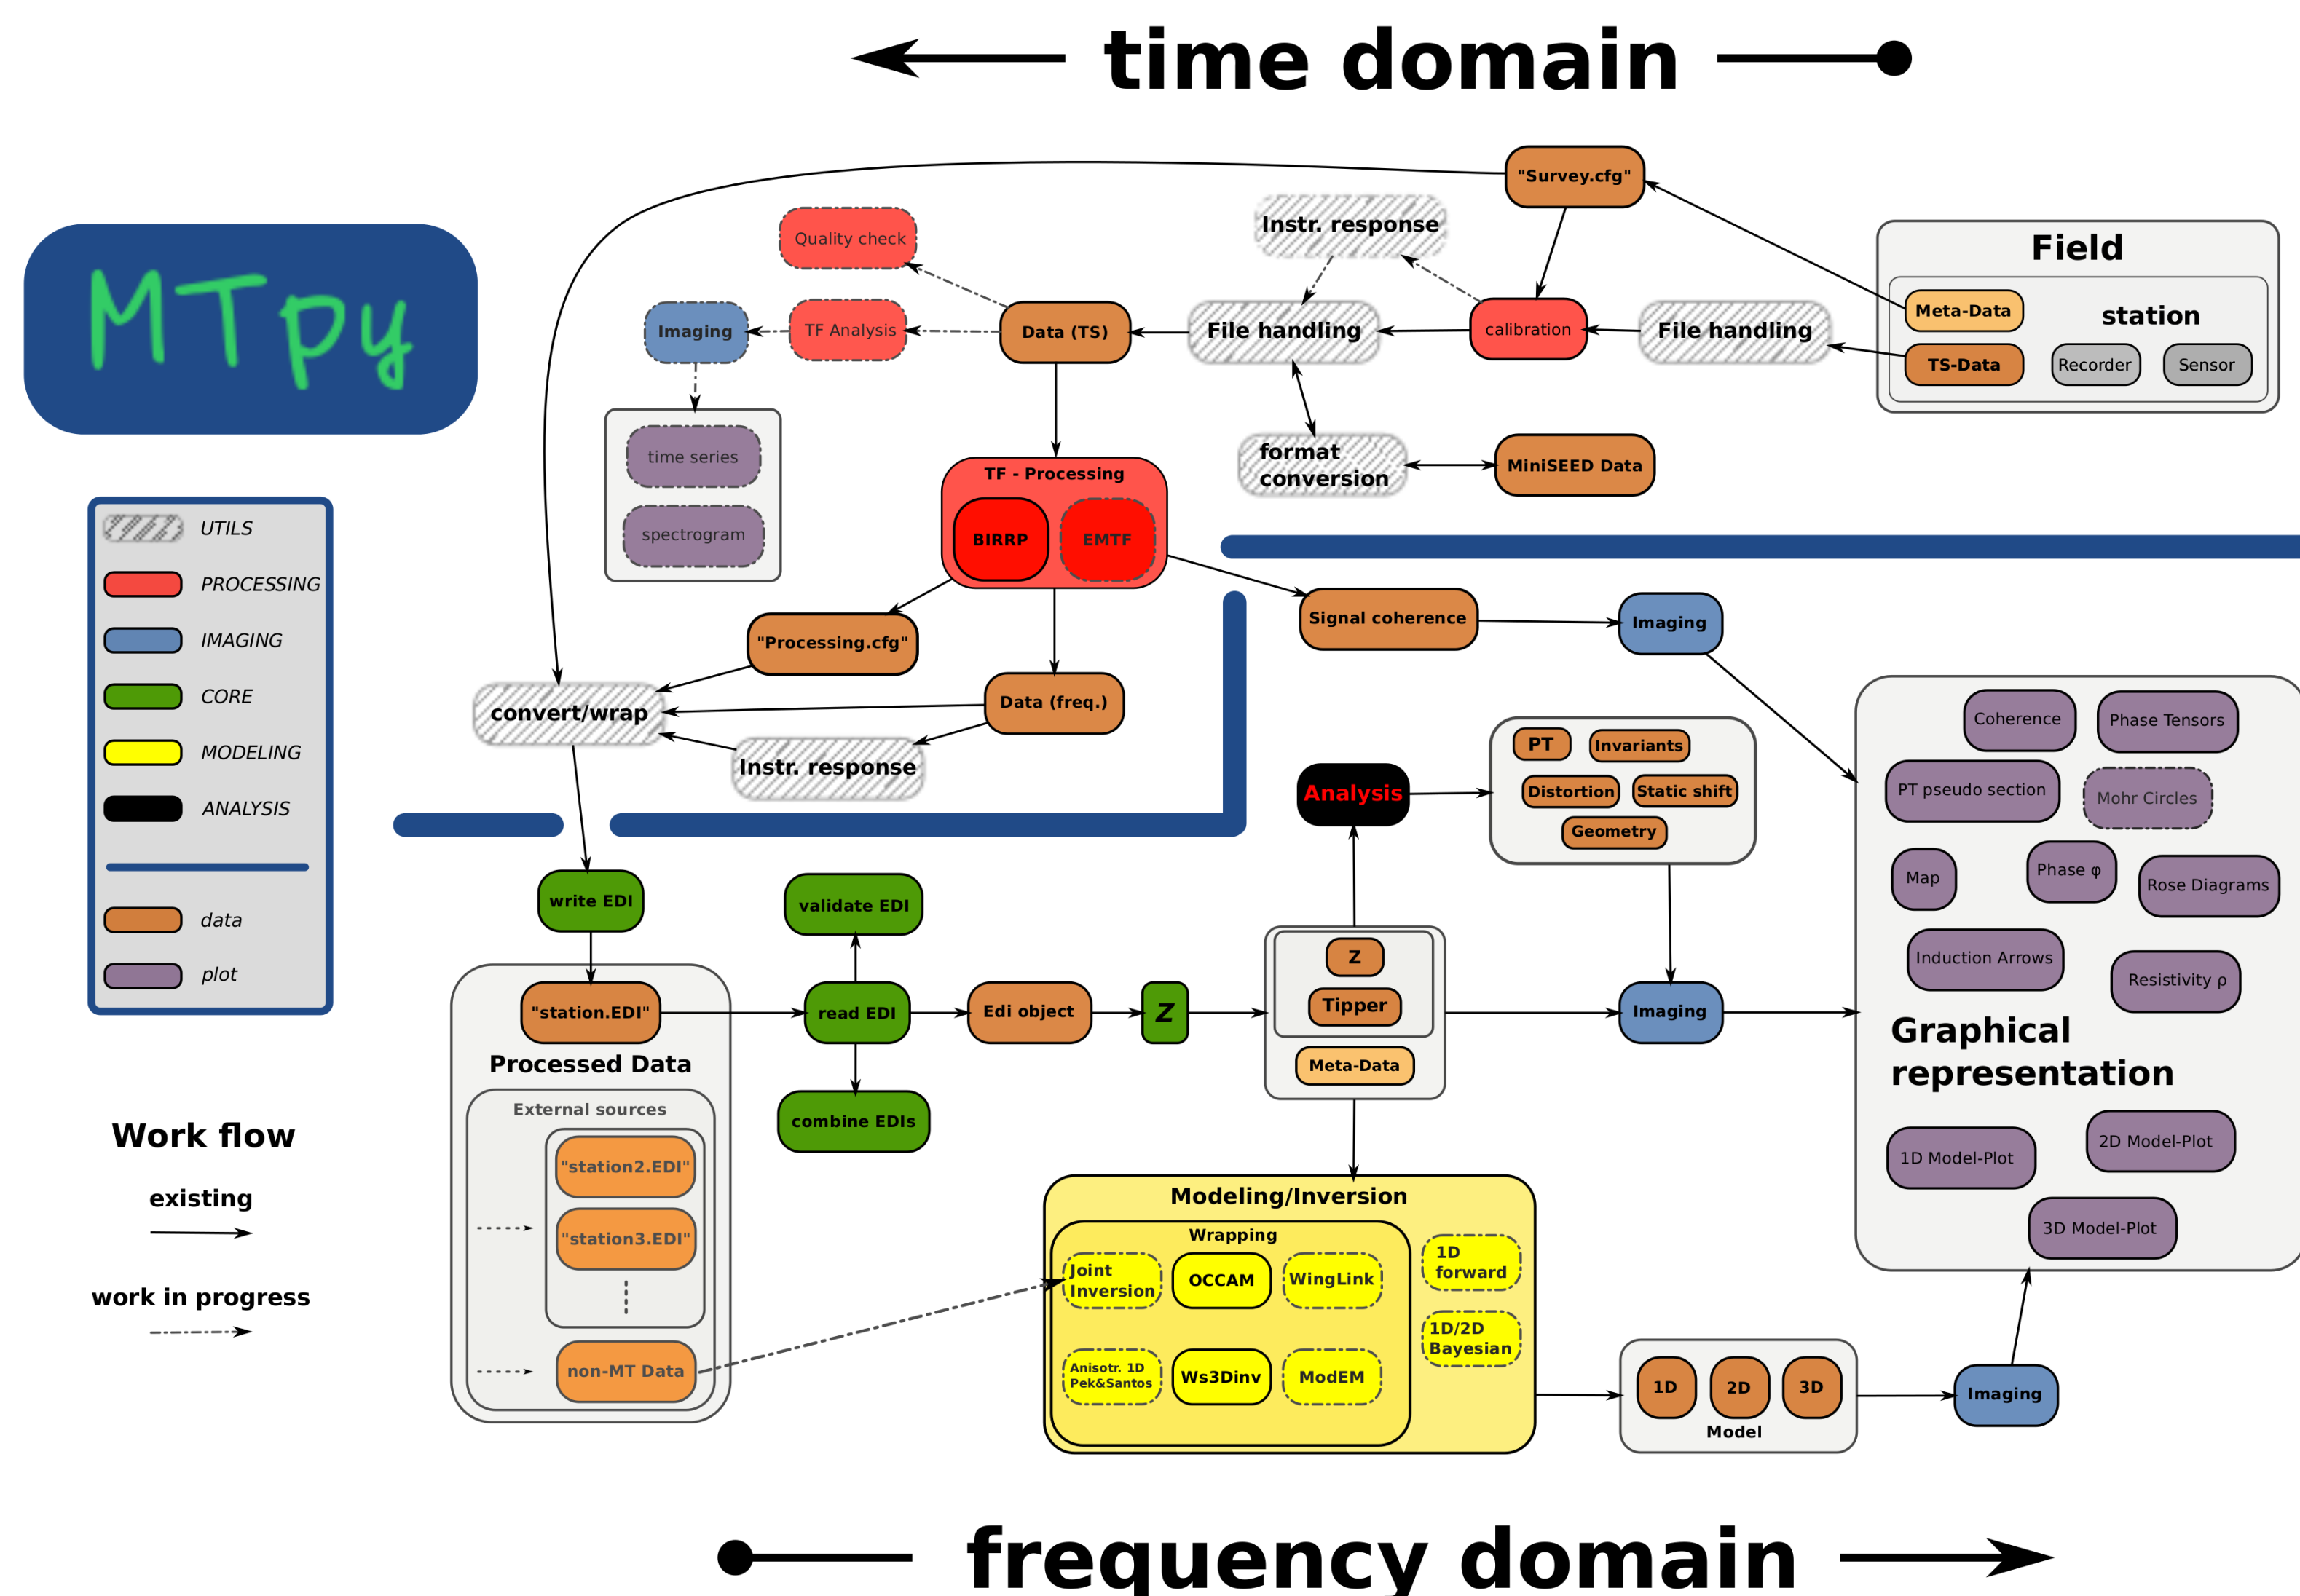 time domain
"Survey.cfg"
Instr. response
Quality check
Field
Meta-Data
station
TS-Data
Recorder
Sensor
MTpy
Imaging
TF Analysis
Data (TS)
File handling
calibration
File handling
time series
spectrogram
TF - Processing
BIRRP
EMTF
format
conversion
MiniSEED Data
UTILS
PROCESSING
IMAGING
CORE
MODELING
ANALYSIS
data
plot
"Processing.cfg"
Signal coherence
Imaging
convert/wrap
Data (freq.)
Instr. response
Analysis
PT
Invariants
Distortion
Static shift
Geometry
Coherence
Phase Tensors
PT pseudo section
Mohr Circles
Map
Phase φ
Rose Diagrams
Induction Arrows
Resistivity ρ
Graphical
representation
1D Model-Plot
2D Model-Plot
3D Model-Plot
write EDI
validate EDI
"station.EDI"
read EDI
Edi object
Z
Z
Tipper
Meta-Data
Imaging
combine EDIs
Processed Data
External sources
"station2.EDI"
"station3.EDI"
non-MT Data
Work flow
existing
work in progress
Modeling/Inversion
Wrapping
Joint
Inversion
OCCAM
WingLink
1D
forward
Anisotr. 1D
Pek&Santos
Ws3Dinv
ModEM
1D/2D
Bayesian
1D
2D
3D
Model
Imaging
frequency domain